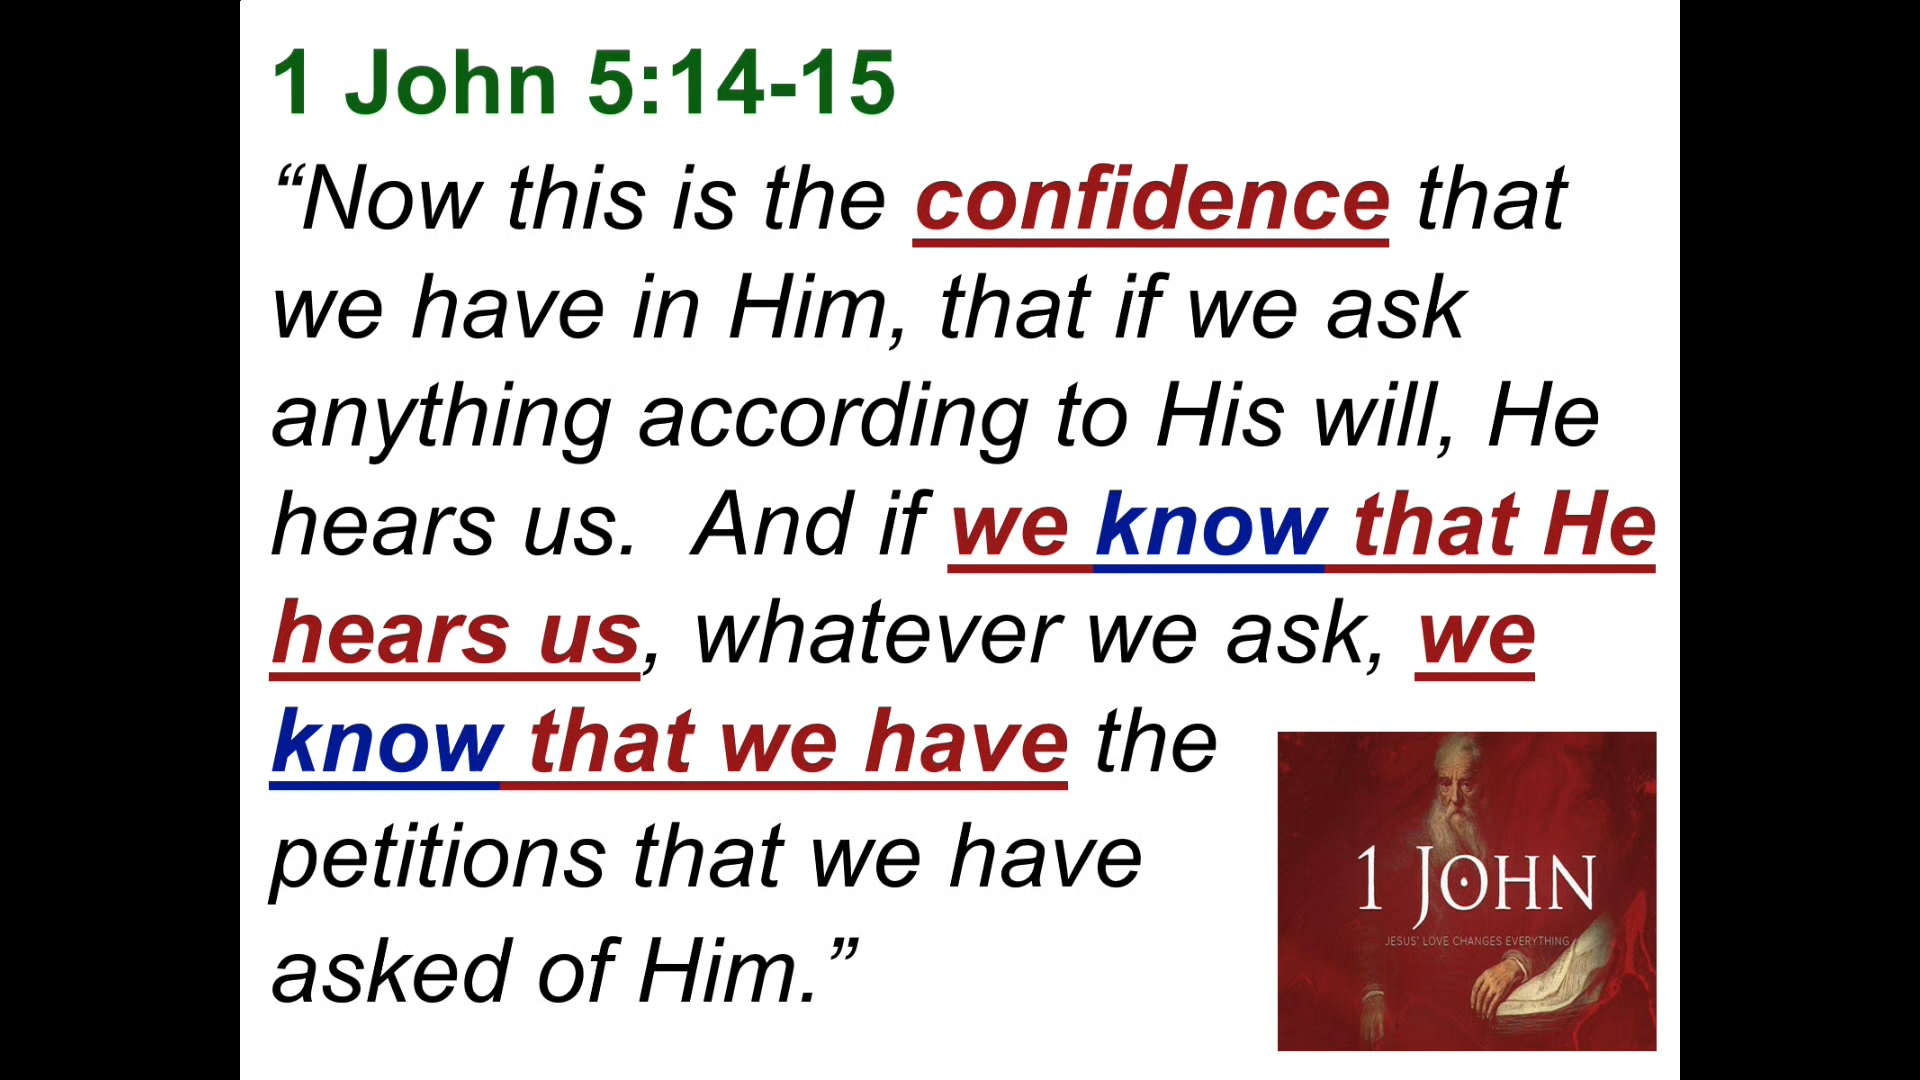 1 John 5:14-15
“Now this is the confidence that
we have in Him, that if we ask
anything according to His will, He
hears us.  And if we know that He
hears us, whatever we ask, we
know that we have the
petitions that we have
asked of Him.”
1 JOHN
JESUS' LOVE CHANGES EVERYTHING